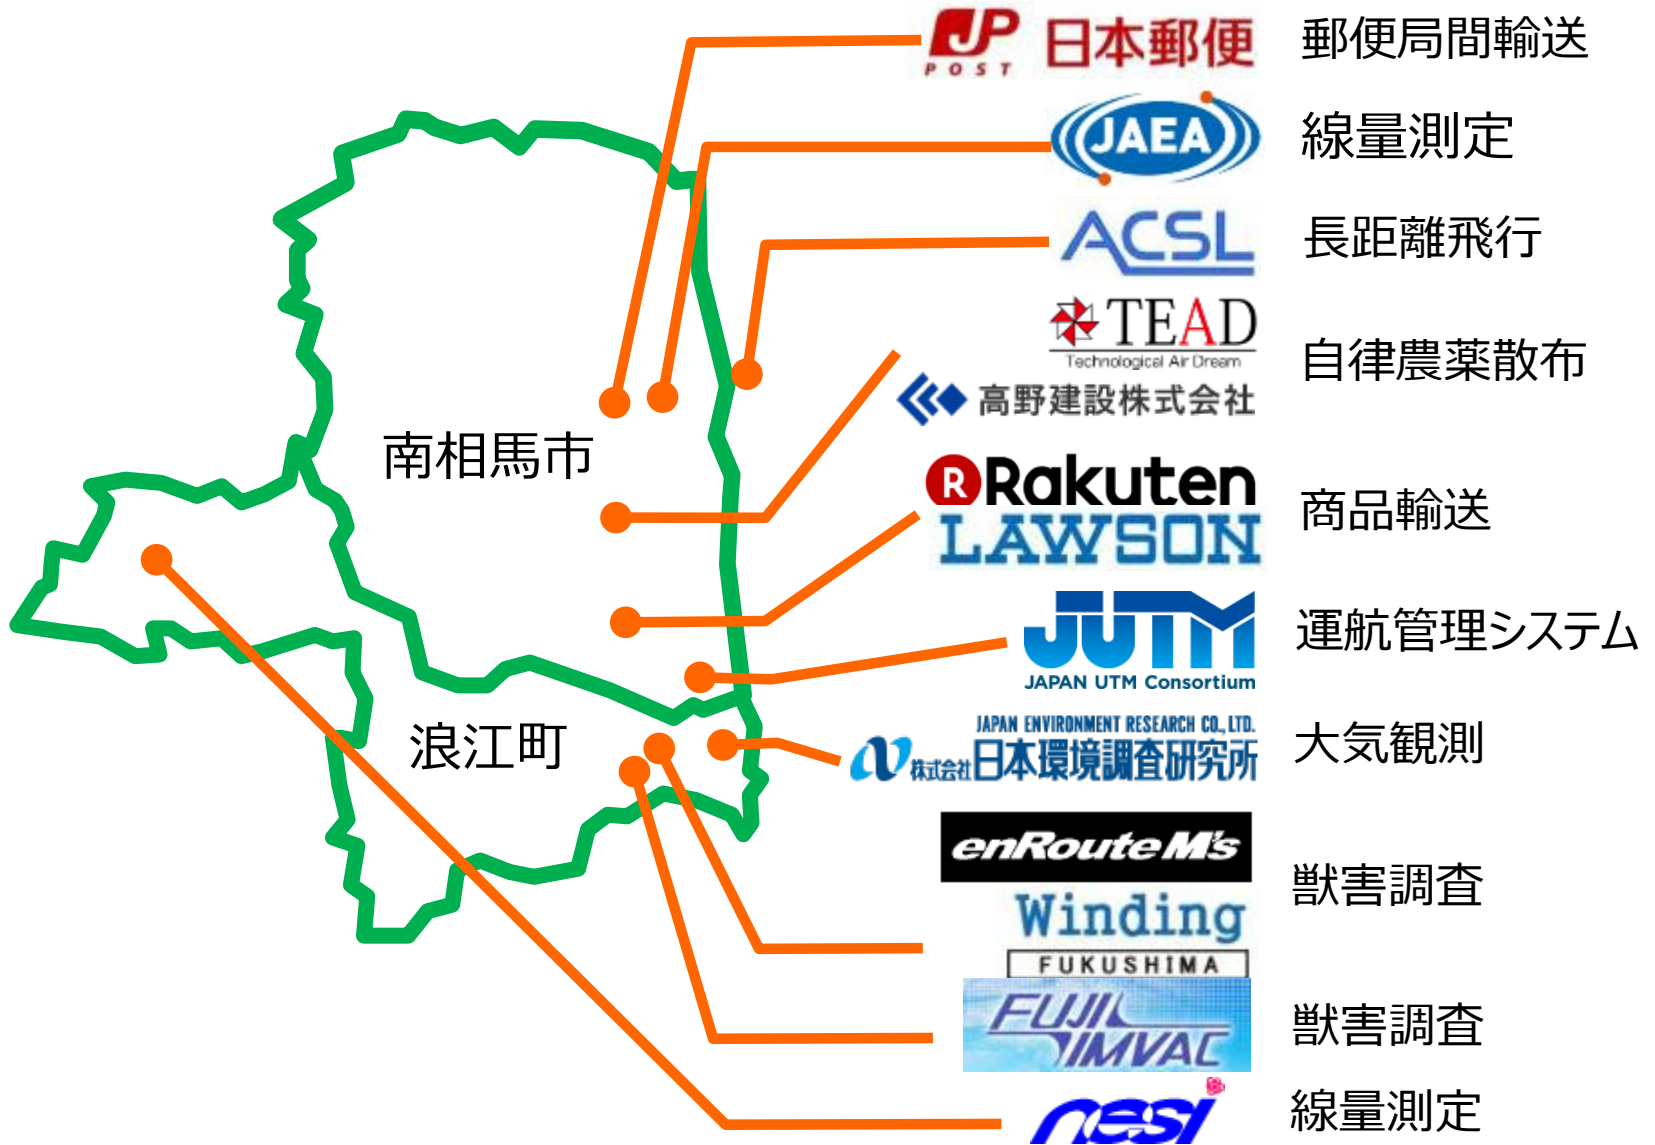 JP
POST
日本郵便
郵便局間輸送
JAEA
線量測定
ACSL
長距離飛行
TEAD
Technological Air Dream
高野建設株式会社
自律農薬散布
南相馬市
R Rakuten
LAWSON
商品輸送
JUTM
JAPAN UTM Consortium
運航管理システム
浪江町
JAPAN ENVIRONMENT RESEARCH CO., LTD.
株式会社日本環境調査研究所
大気観測
enRoute M's
Winding
FUKUSHIMA
獣害調査
FUJI
IMVAC
獣害調査
nesi
線量測定